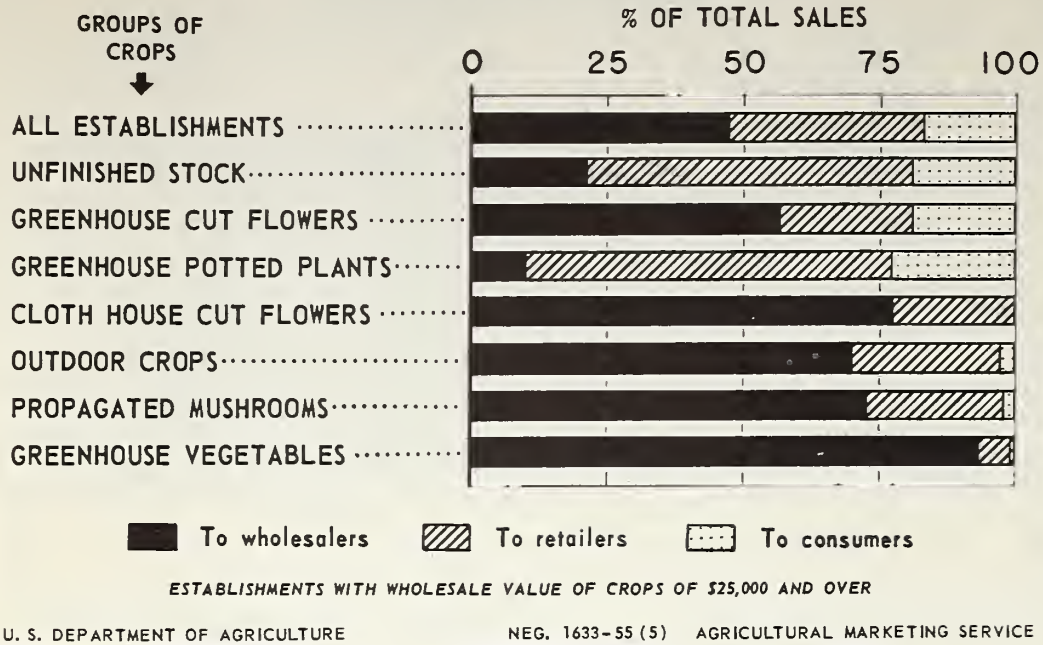 GROUPS OF
CROPS
% OF TOTAL SALES
0 25 50 75 100
ALL ESTABLISHMENTS
UNFINISHED STOCK
GREENHOUSE CUT FLOWERS
GREENHOUSE POTTED PLANTS
CLOTH HOUSE CUT FLOWERS
OUTDOOR CROPS
PROPAGATED MUSHROOMS
GREENHOUSE VEGETABLES
To wholesalers To retailers To consumers
ESTABLISHMENTS WITH WHOLESALE VALUE OF CROPS OF $25,000 AND OVER
U. S. DEPARTMENT OF AGRICULTURE NEG. 1633-55 (5) AGRICULTURAL MARKETING SERVICE